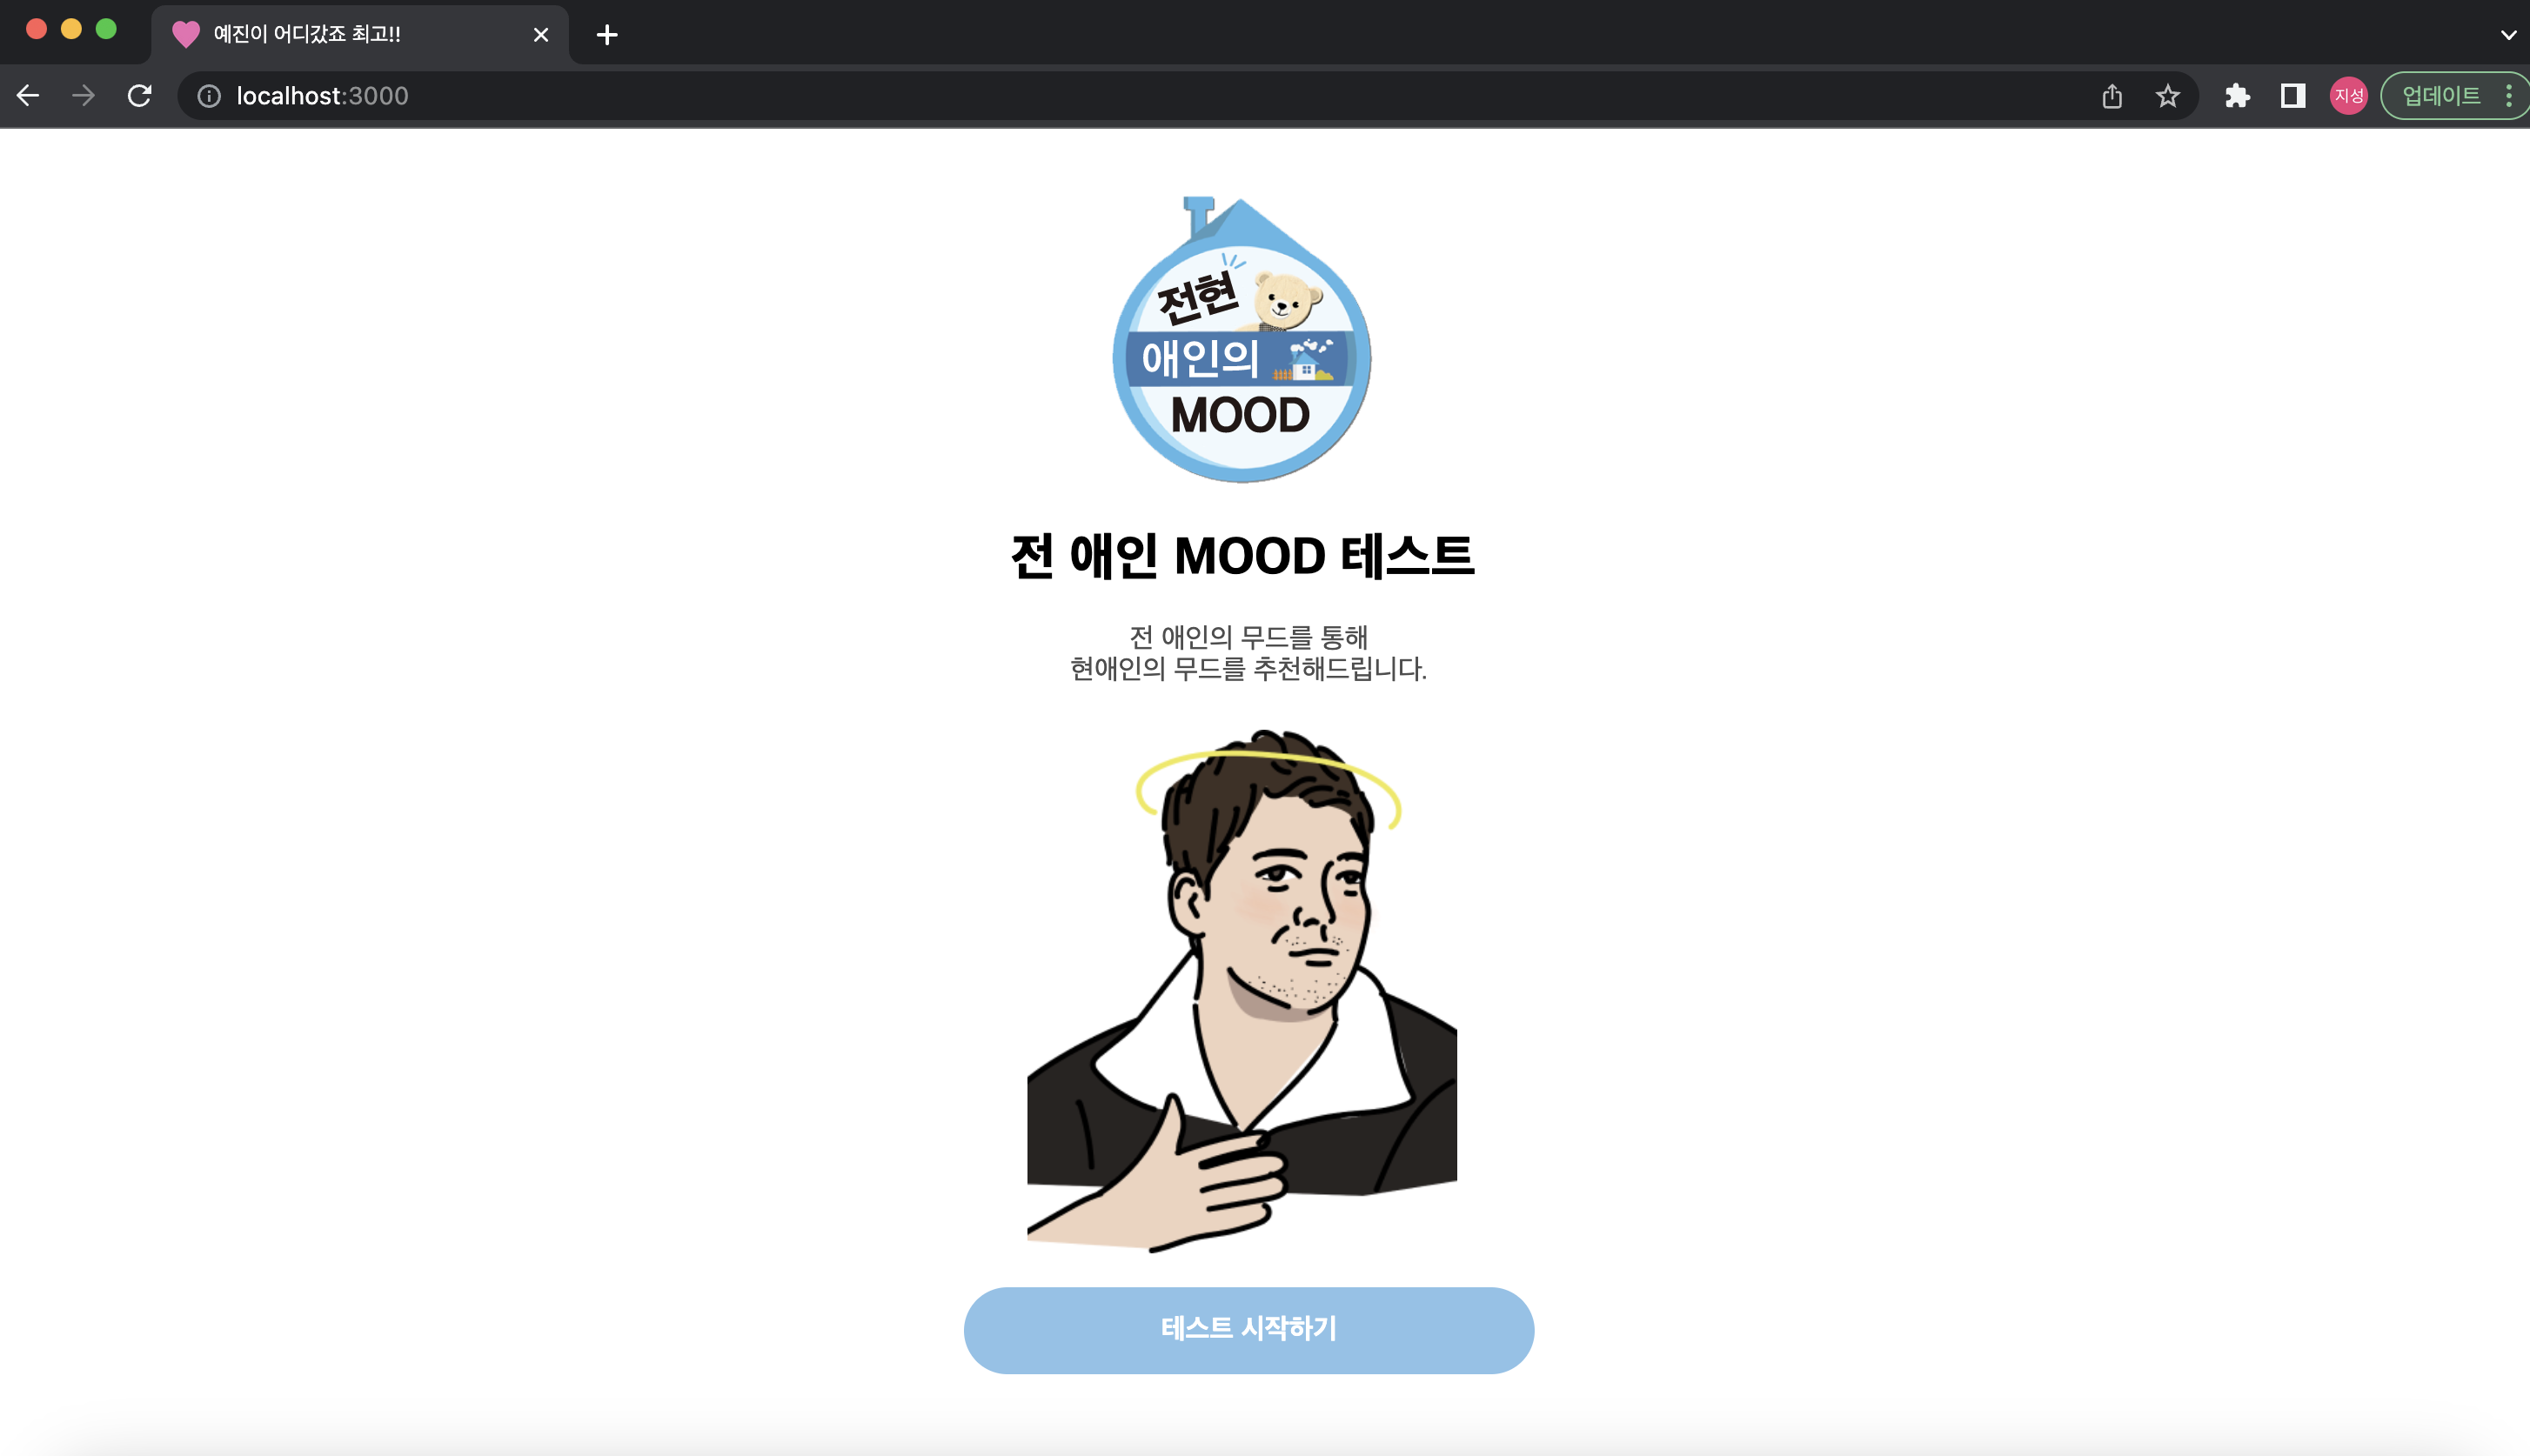 예진이 어디갔죠 최고!!
localhost:3000
지성
업데이트
전현
애인의
MOOD
전 애인 MOOD 테스트
전 애인의 무드를 통해
현애인의 무드를 추천해드립니다.
테스트 시작하기